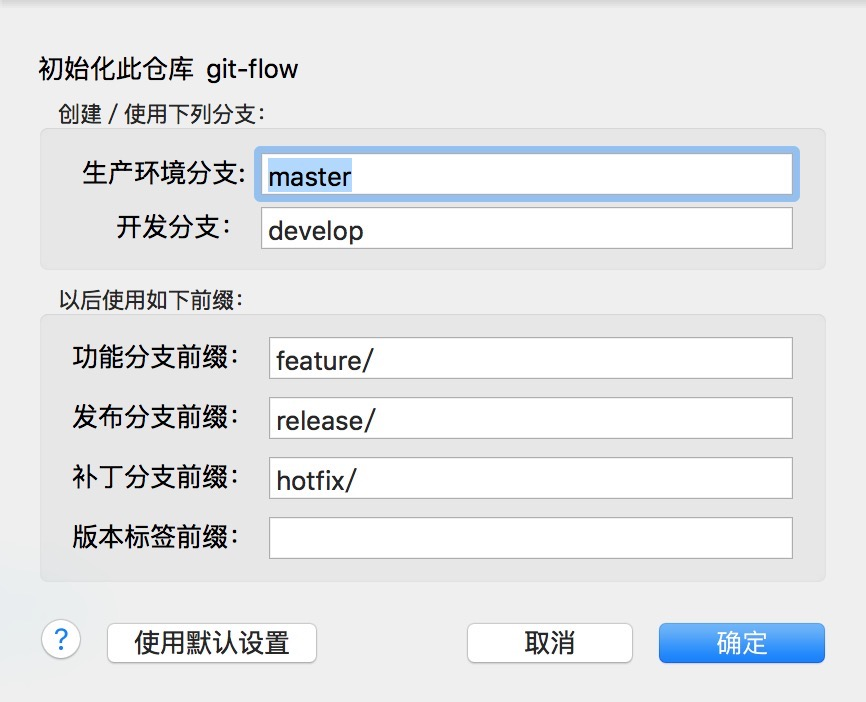 初始化此仓库 git-flow
创建 / 使用下列分支：
生产环境分支: master
开发分支： develop
以后使用如下前缀：
功能分支前缀： feature/
发布分支前缀： release/
补丁分支前缀： hotfix/
版本标签前缀：
? 使用默认设置 取消 确定